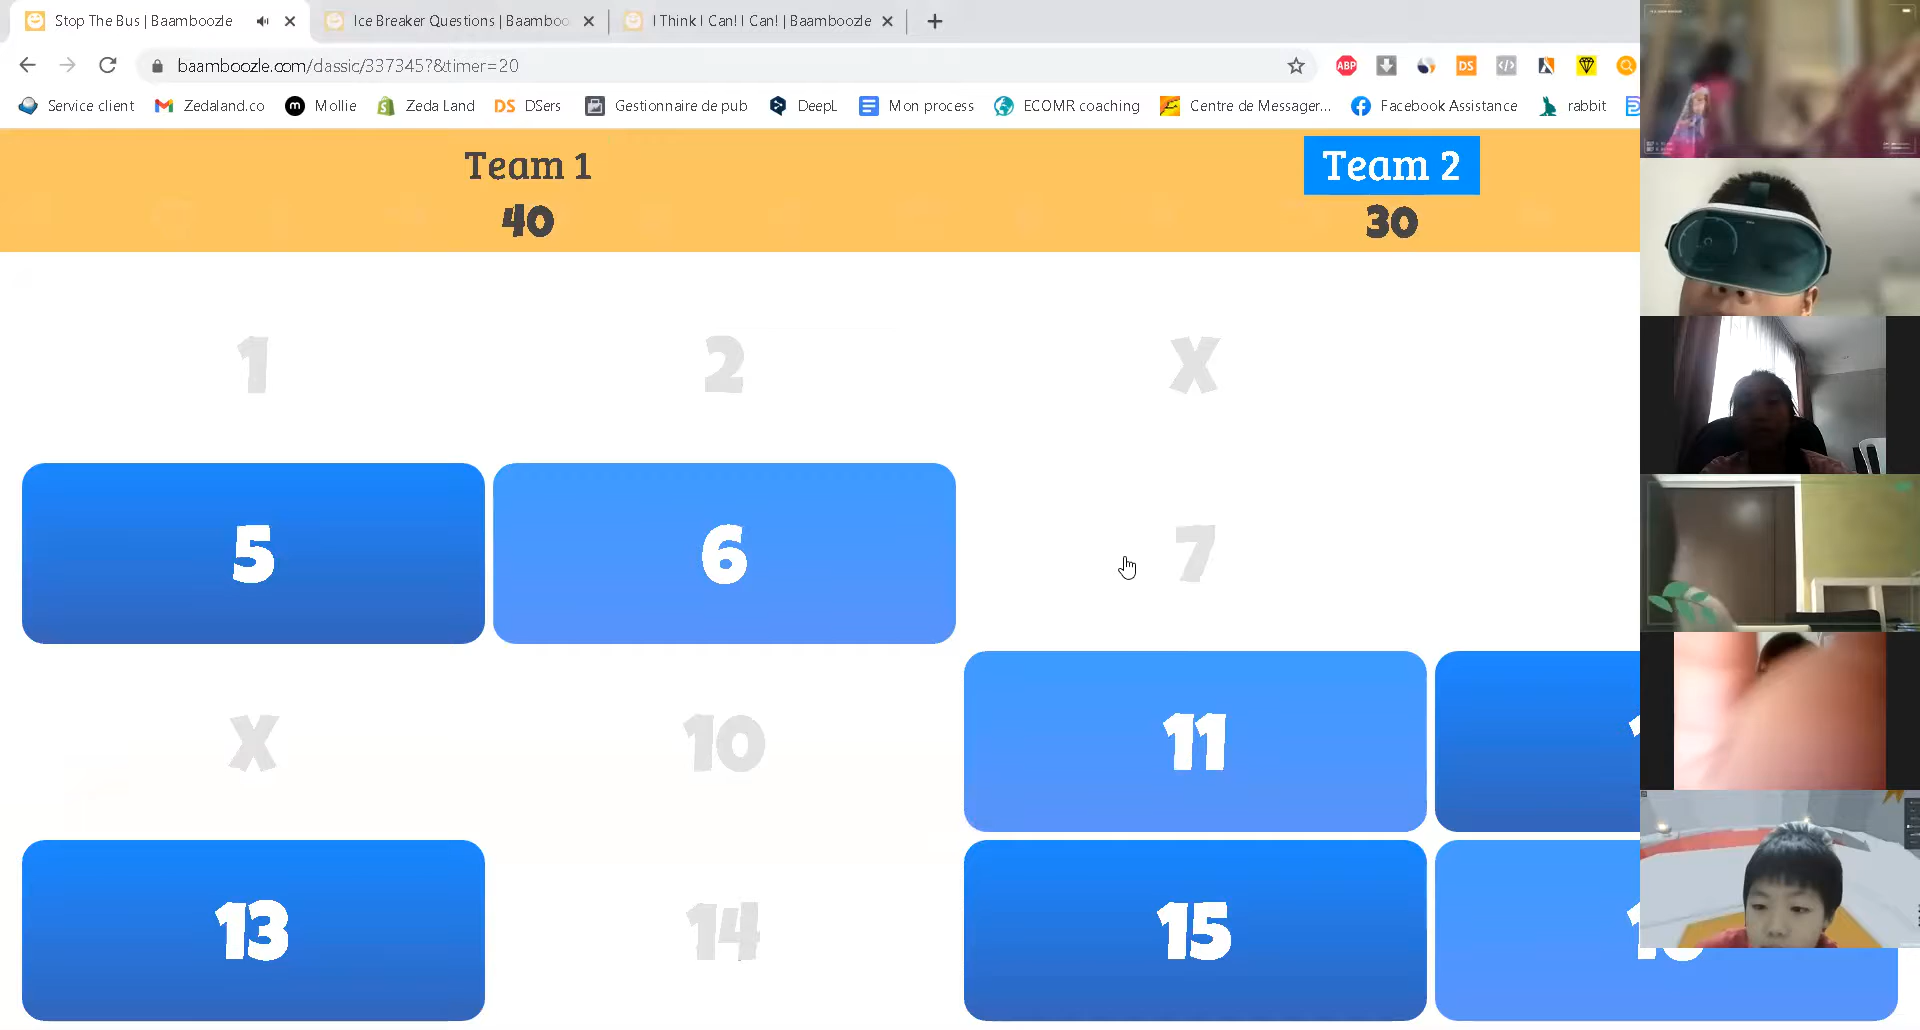 Stop The Bus | Baamboozle
Ice Breaker Questions | Baamboo
I Think I Can! I Can! | Baamboozle
baamboozle.com/classic/337345?&timer=20
ABP
DS
Service client
Zedaland.co
m
Mollie
Zeda Land
DS
DSers
Gestionnaire de pub
DeepL
Mon process
ECOMR coaching
Centre de Messager...
Facebook Assistance
rabbit
Team 1
Team 2
40
30
1
2
X
5
6
7
X
10
11
13
14
15